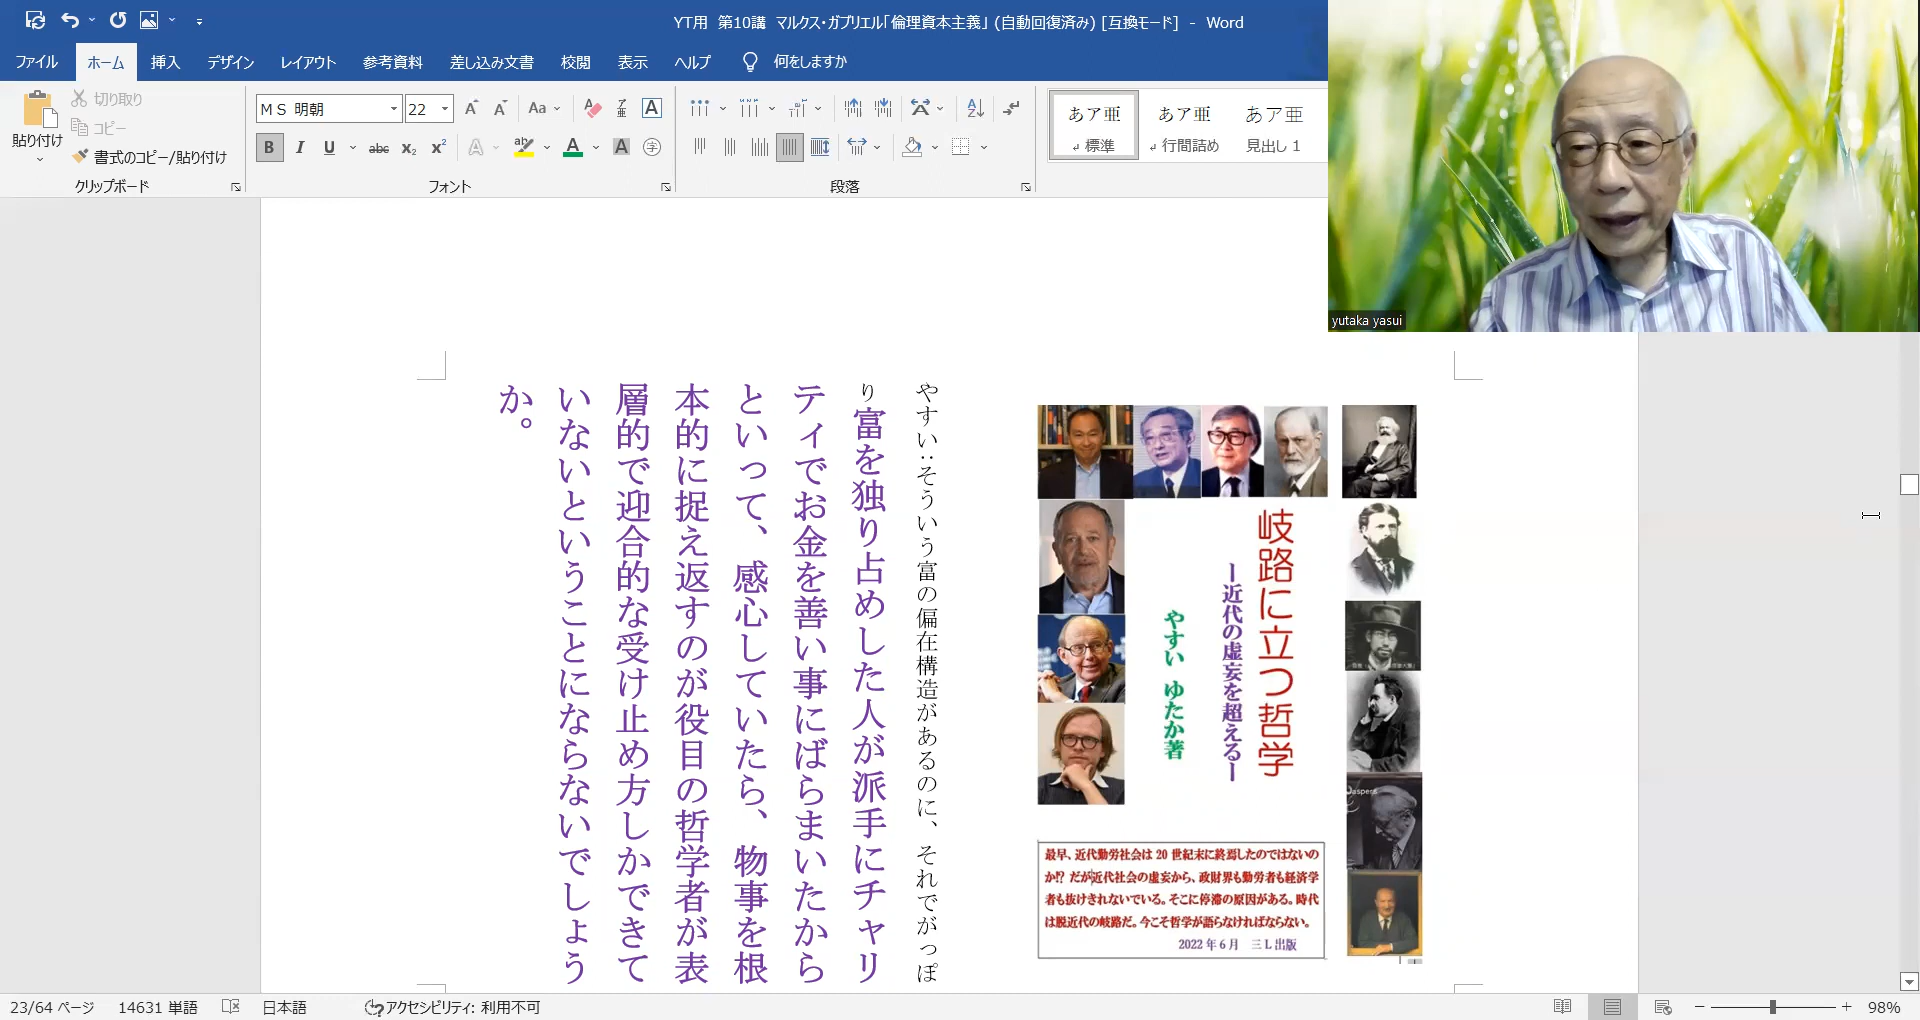 YT用 第10講 マルクス・ガブリエル「倫理資本主義」 (自動回復済み) [互換モード] - Word
ファイル ホーム 挿入 デザイン レイアウト 参考資料 差し込み文書 校閲 表示 ヘルプ 何をしますか
貼り付け
切り取り
コピー
書式のコピー/貼り付け
クリップボード
ＭＳ 明朝 22
フォント
段落
あア亜 あア亜 あア亜
標準 行間詰め 見出し 1
yutaka yasui
岐路に立つ哲学
ー近代の虚妄を超えるー
やすい ゆたか著
Jaspers
最早、近代勤労社会は 20 世紀末に終焉したのではないの
か!? だが近代社会の虚妄から、政財界も勤労者も経済学
者も抜けきれないでいる。そこに停滞の原因がある。時代
は脱近代の岐路だ。今こそ哲学が語らなければならない。
2022 年 6 月 三Ｌ出版
やすい：そういう富の偏在構造があるのに、それでがっぽ
り富を独り占めした人が派手にチャリ
ティでお金を善い事にばらまいたから
といって、感心していたら、物事を根
本的に捉え返すのが役目の哲学者が表
層的で迎合的な受け止め方しかできて
いないということにならないでしょう
か。
23/64 ページ 14631 単語 日本語 アクセシビリティ: 利用不可 98%